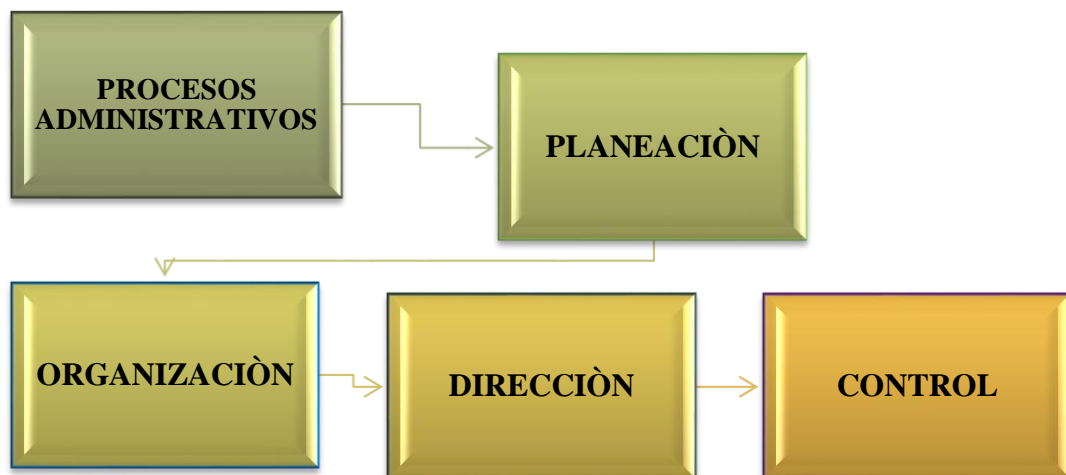 PROCESOS
ADMINISTRATIVOS
PLANEACIÒN
ORGANIZACIÒN
DIRECCIÒN
CONTROL